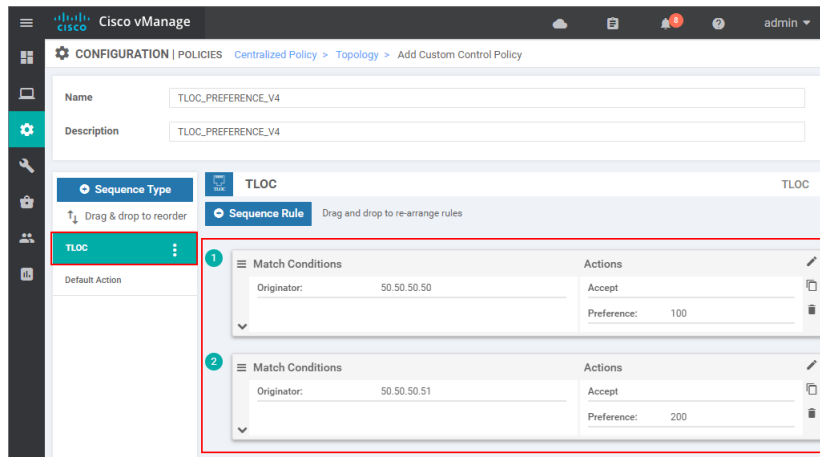 cisco Cisco vManage 8 admin
CONFIGURATION | POLICIES Centralized Policy > Topology > Add Custom Control Policy
Name TLOC_PREFERENCE_V4
Description TLOC_PREFERENCE_V4
Sequence Type
Drag & drop to reorder
TLOC
Default Action
TLOC TLOC TLOC
Sequence Rule Drag and drop to re-arrange rules
1 Match Conditions Actions
Originator: 50.50.50.50 Accept
Preference: 100
2 Match Conditions Actions
Originator: 50.50.50.51 Accept
Preference: 200